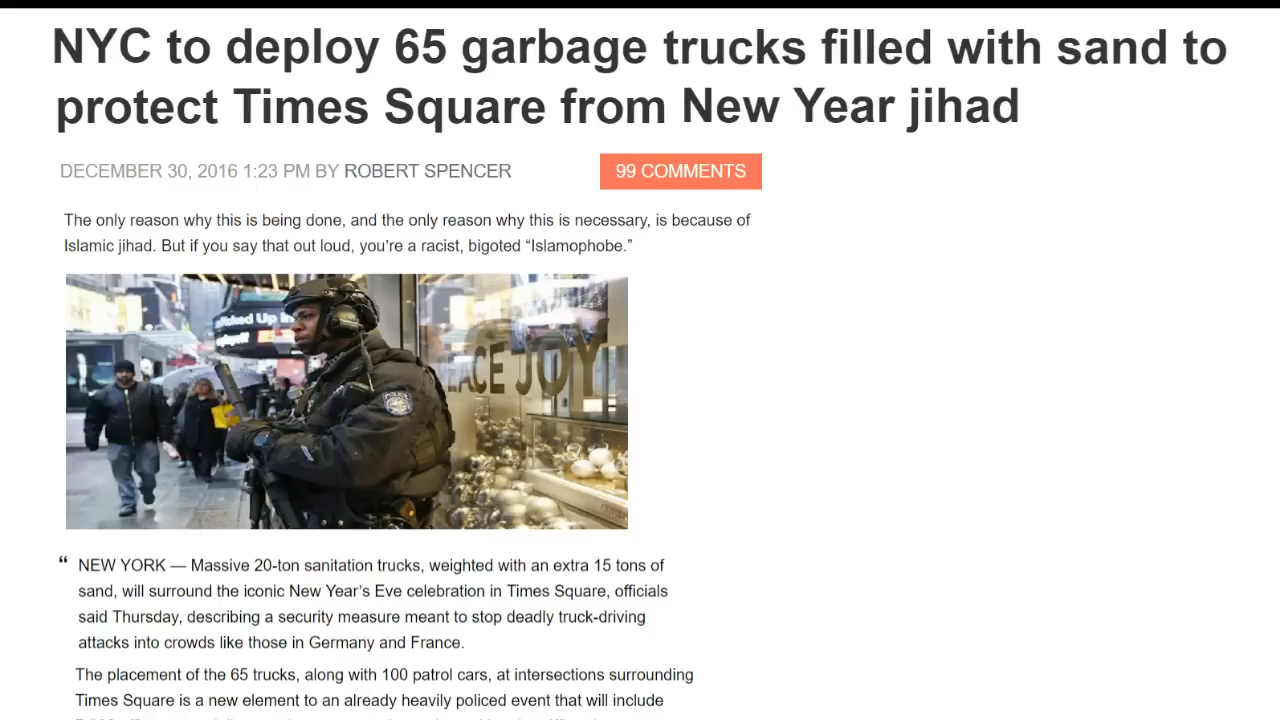 NYC to deploy 65 garbage trucks filled with sand to
protect Times Square from New Year jihad
DECEMBER 30, 2016 1:23 PM BY ROBERT SPENCER
99 COMMENTS
The only reason why this is being done, and the only reason why this is necessary, is because of
Islamic jihad. But if you say that out loud, you’re a racist, bigoted “Islamophobe.”
Up In
ACE JOY
POLICE
“ NEW YORK — Massive 20-ton sanitation trucks, weighted with an extra 15 tons of
sand, will surround the iconic New Year’s Eve celebration in Times Square, officials
said Thursday, describing a security measure meant to stop deadly truck-driving
attacks into crowds like those in Germany and France.
The placement of the 65 trucks, along with 100 patrol cars, at intersections surrounding
Times Square is a new element to an already heavily policed event that will include